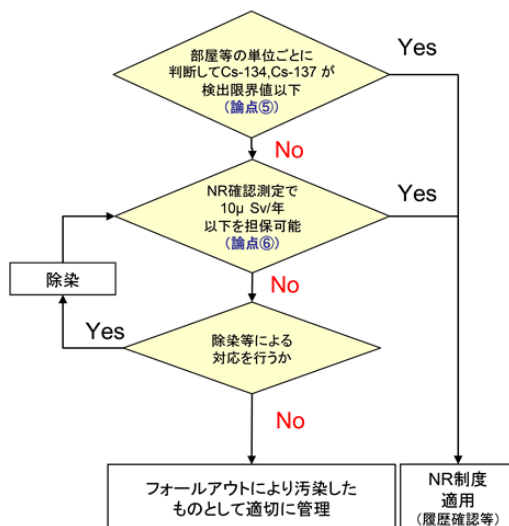 部屋等の単位ごとに
判断してCs-134,Cs-137 が
検出限界値以下
(論点⑤)
Yes
No
NR確認測定で
10μ Sv/年
以下を担保可能
(論点⑥)
Yes
除染
No
Yes
除染等による
対応を行うか
No
フォールアウトにより汚染した
ものとして適切に管理
NR制度
適用
(履歴確認等)